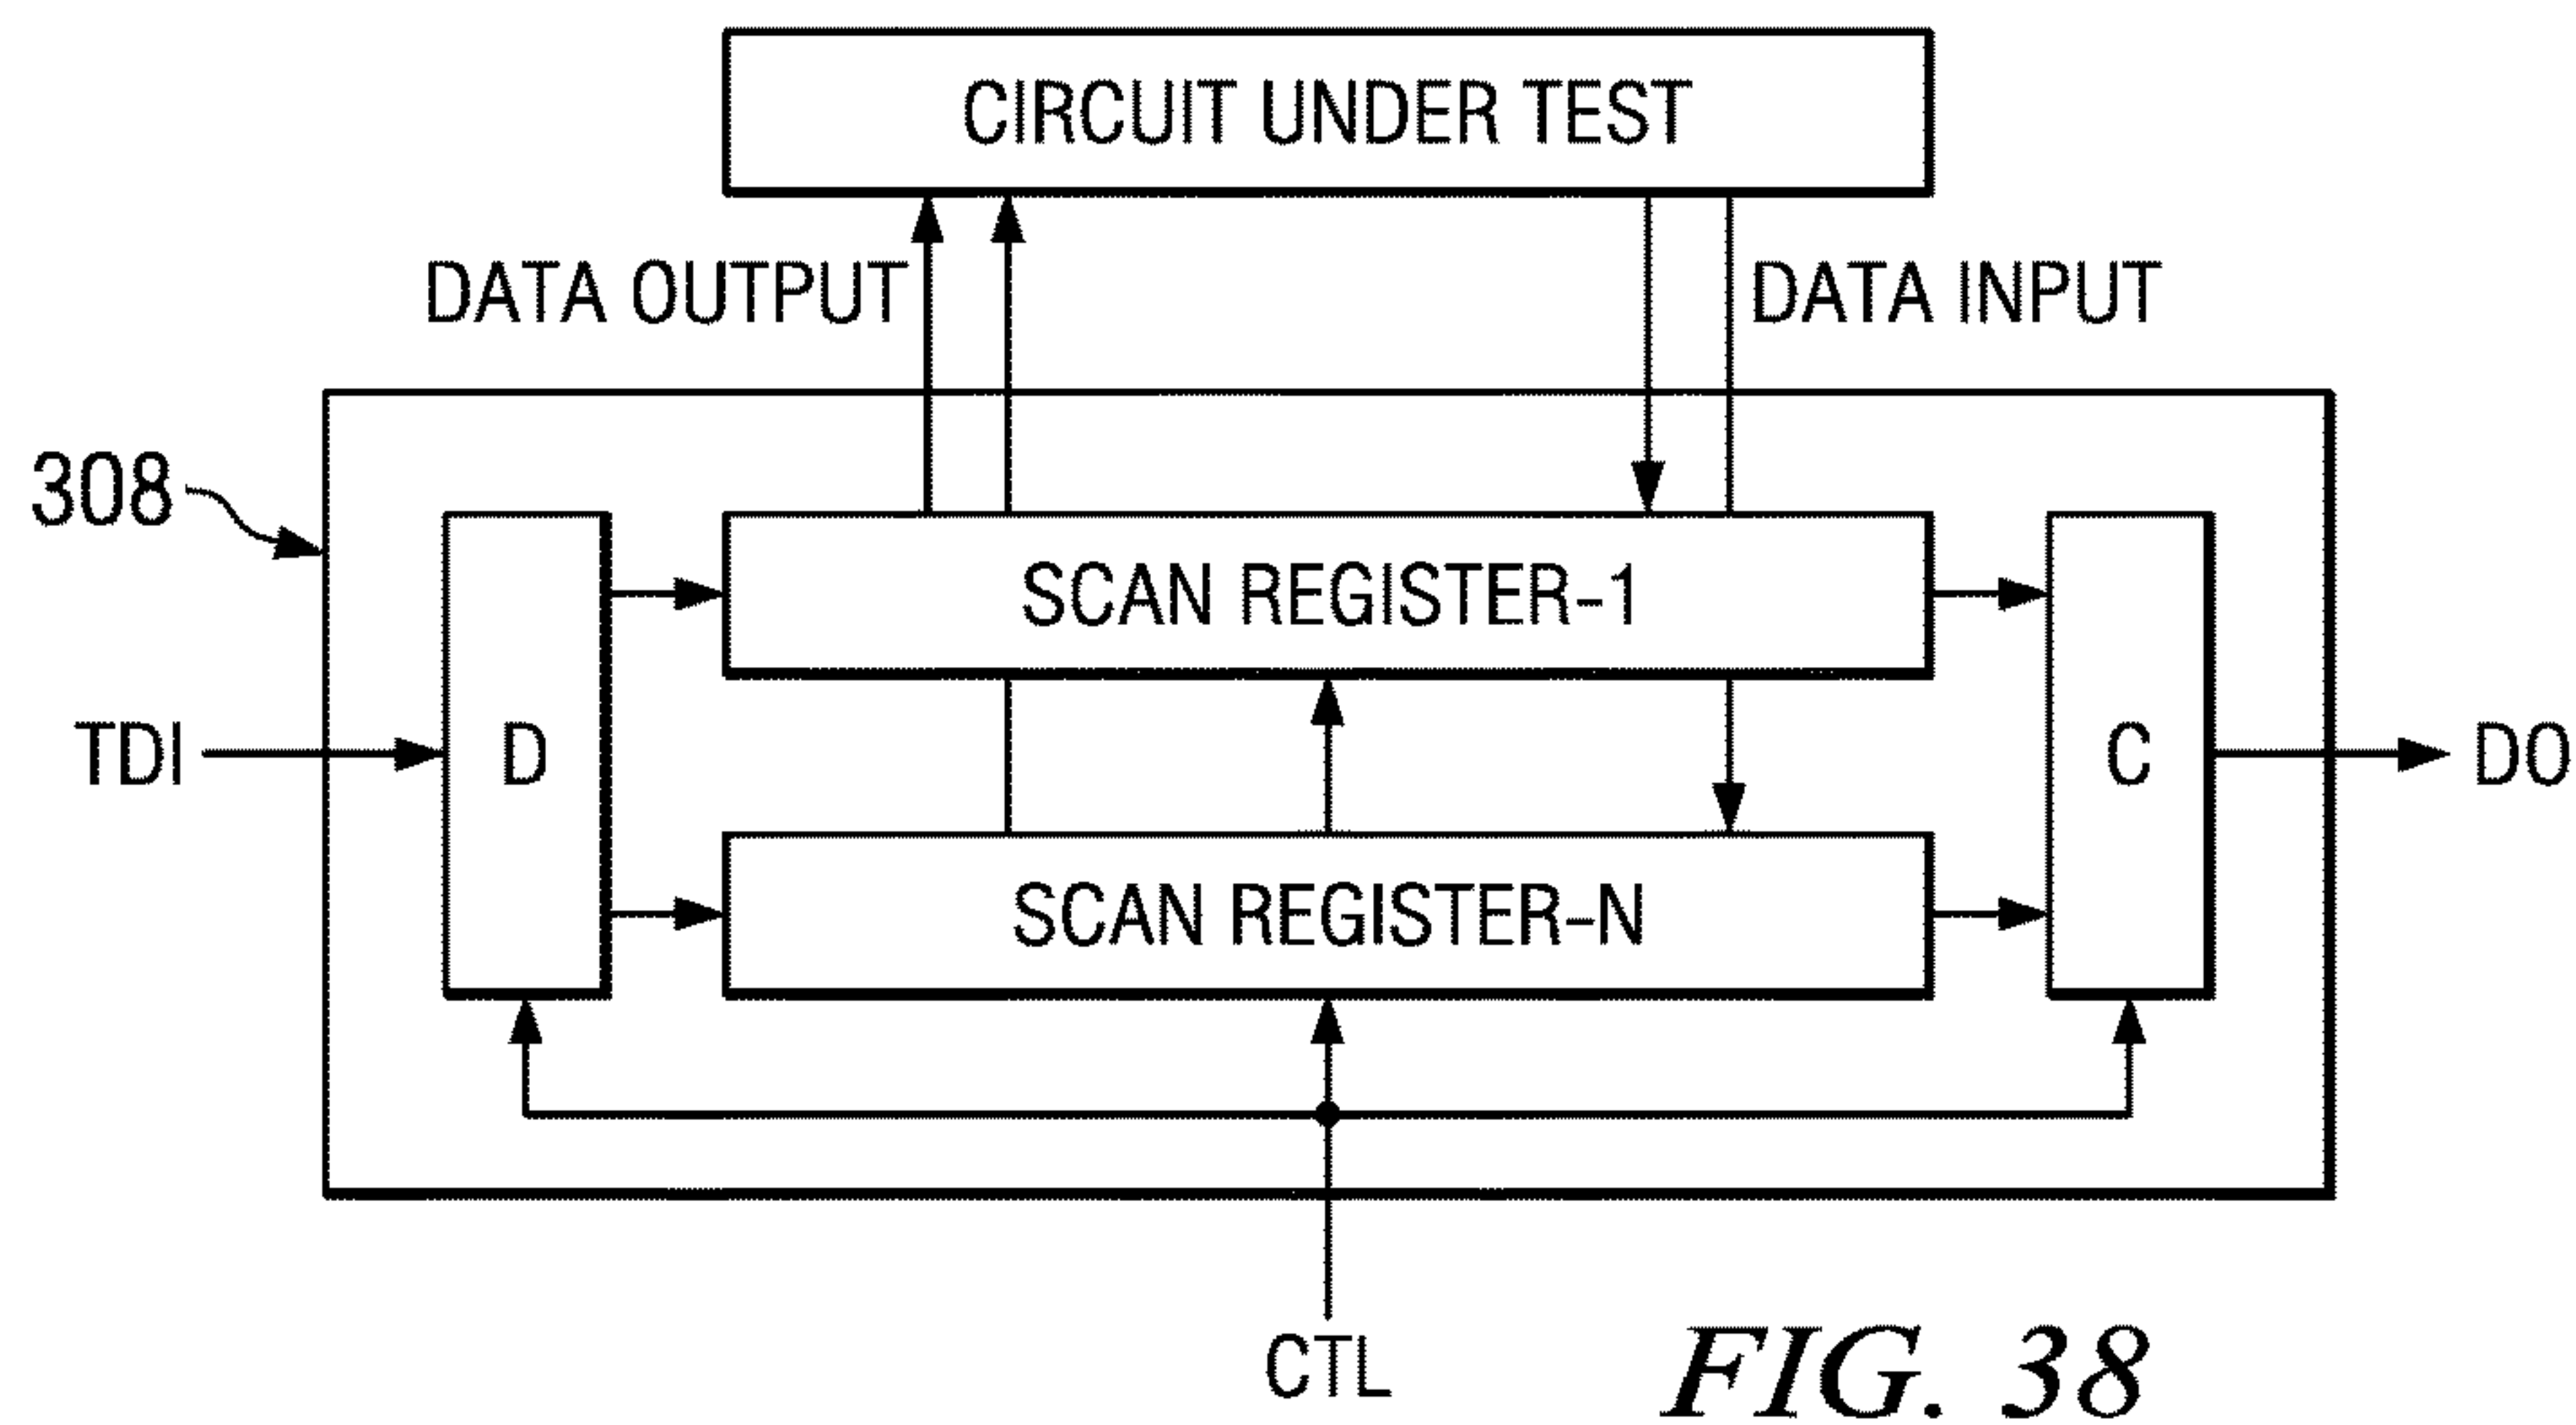 CIRCUIT UNDER TEST
DATA OUTPUT
DATA INPUT
308
SCAN REGISTER-1
TDI
D
C
DO
SCAN REGISTER-N
CTL
FIG. 38